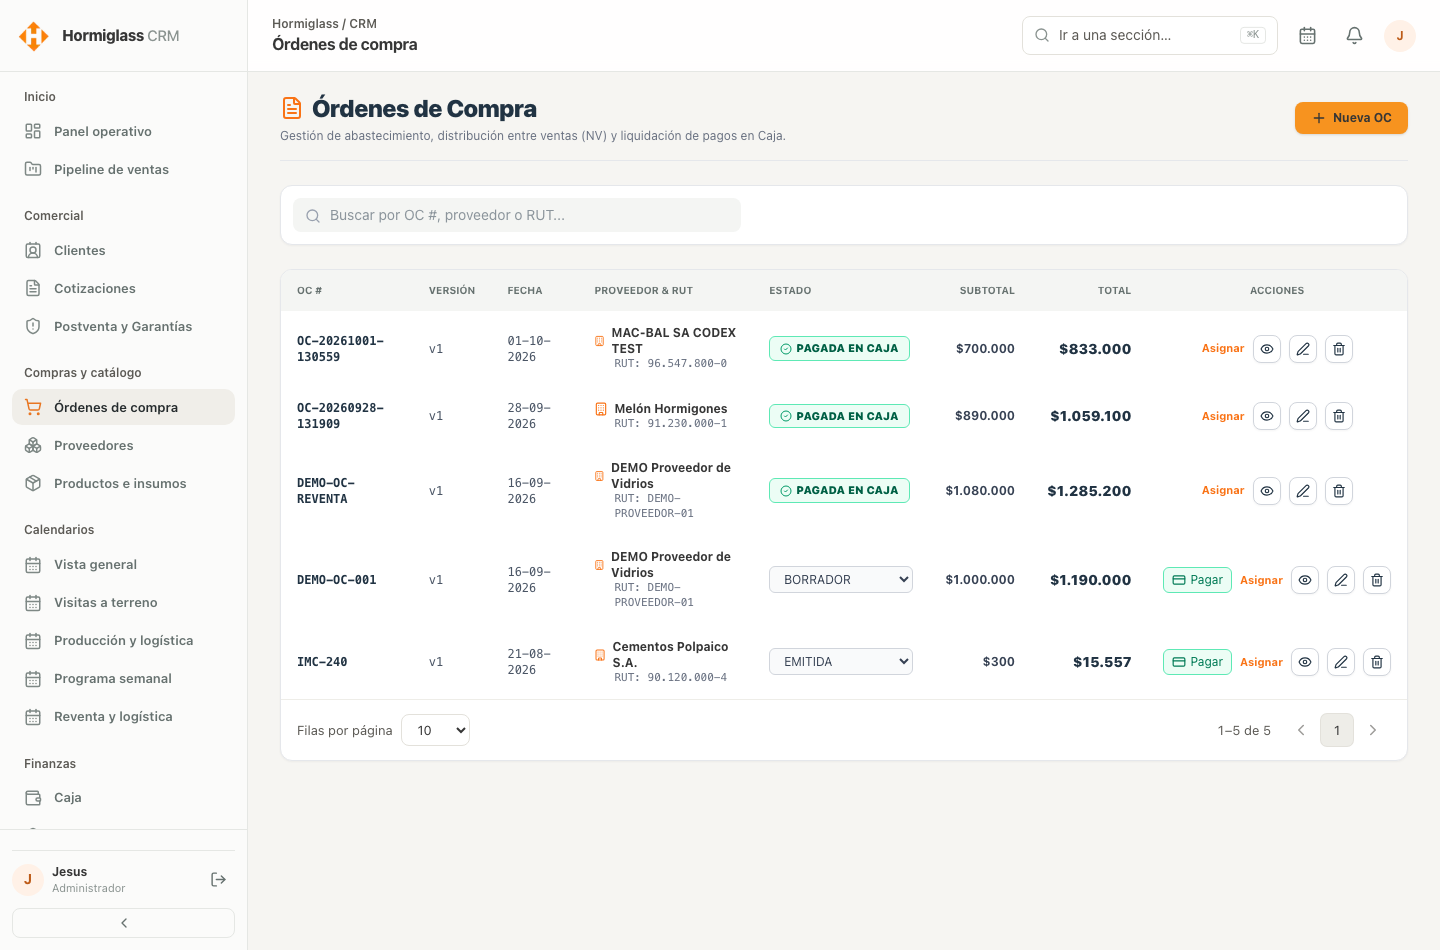 Hormiglass CRM
Inicio
Panel operativo
Pipeline de ventas
Comercial
Clientes
Cotizaciones
Postventa y Garantías
Compras y catálogo
Órdenes de compra
Proveedores
Productos e insumos
Calendarios
Vista general
Visitas a terreno
Producción y logística
Programa semanal
Reventa y logística
Finanzas
Caja
J
Jesus
Administrador
Hormiglass / CRM
Órdenes de compra
Ir a una sección...
⌘K
J
Órdenes de Compra
Gestión de abastecimiento, distribución entre ventas (NV) y liquidación de pagos en Caja.
Nueva OC
Buscar por OC #, proveedor o RUT...
OC # VERSIÓN FECHA PROVEEDOR & RUT ESTADO SUBTOTAL TOTAL ACCIONES
OC-20261001-
130559
v1
01-10-
2026
MAC-BAL SA CODEX
TEST
RUT: 96.547.800-0
PAGADA EN CAJA
$700.000
$833.000
Asignar
OC-20260928-
131909
v1
28-09-
2026
Melón Hormigones
RUT: 91.230.000-1
PAGADA EN CAJA
$890.000
$1.059.100
Asignar
DEMO-OC-
REVENTA
v1
16-09-
2026
DEMO Proveedor de
Vidrios
RUT: DEMO-
PROVEEDOR-01
PAGADA EN CAJA
$1.080.000
$1.285.200
Asignar
DEMO-OC-001
v1
16-09-
2026
DEMO Proveedor de
Vidrios
RUT: DEMO-
PROVEEDOR-01
BORRADOR
$1.000.000
$1.190.000
Pagar
Asignar
IMC-240
v1
21-08-
2026
Cementos Polpaico
S.A.
RUT: 90.120.000-4
EMITIDA
$300
$15.557
Pagar
Asignar
Filas por página 10
1–5 de 5
1